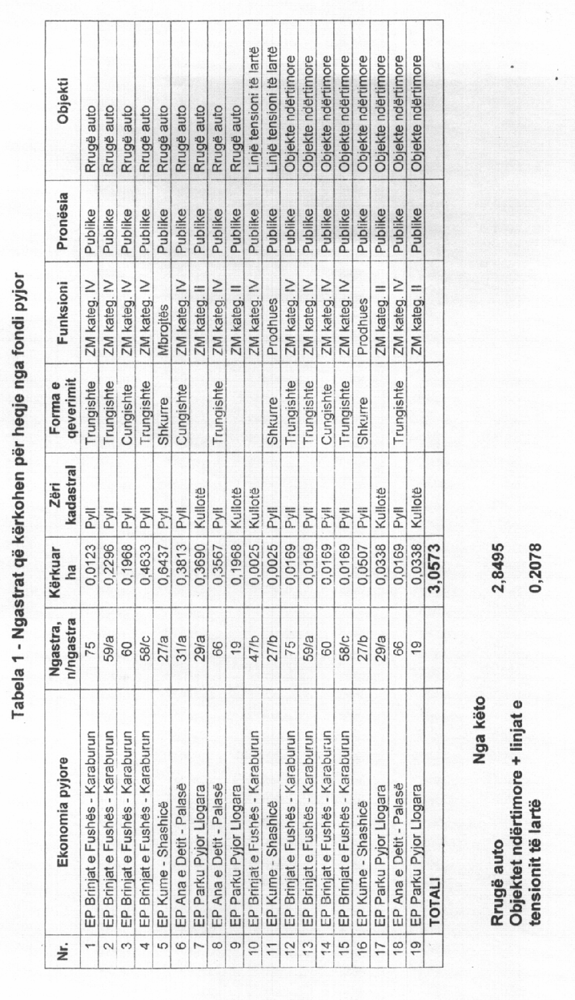 Tabela 1 - Ngastrat që kërkohen për heqje nga fondi pyjor
Nr. Ekonomia pyjore Ngastra, n/ngastra Kërkuar ha Zëri kadastral Forma e qeverimit Funksioni Pronësia Objekti
1 EP Brinjat e Fushës - Karaburun 75 0,0123 Pyll Trungishte ZM kateg. IV Publike Rrugë auto
2 EP Brinjat e Fushës - Karaburun 59/a 0,2296 Pyll Trungishte ZM kateg. IV Publike Rrugë auto
3 EP Brinjat e Fushës - Karaburun 60 0,1968 Pyll Cungishte ZM kateg. IV Publike Rrugë auto
4 EP Brinjat e Fushës - Karaburun 58/c 0,4633 Pyll Trungishte ZM kateg. IV Publike Rrugë auto
5 EP Kume - Shashicë 27/a 0,6437 Pyll Shkurre Mbrojtës Publike Rrugë auto
6 EP Ana e Detit - Palasë 31/a 0,3813 Pyll Cungishte ZM kateg. IV Publike Rrugë auto
7 EP Parku Pyjor Llogara 29/a 0,3690 Kullotë ZM kateg. II Publike Rrugë auto
8 EP Ana e Detit - Palasë 66 0,3567 Pyll Trungishte ZM kateg. IV Publike Rrugë auto
9 EP Parku Pyjor Llogara 19 0,1968 Kullotë ZM kateg. II Publike Rrugë auto
10 EP Brinjat e Fushës - Karaburun 47/b 0,0025 Kullotë ZM kateg. IV Publike Linjë tensioni të lartë
11 EP Kume - Shashicë 27/b 0,0025 Pyll Shkurre Prodhues Publike Linjë tensioni të lartë
12 EP Brinjat e Fushës - Karaburun 75 0,0169 Pyll Trungishte ZM kateg. IV Publike Objekte ndërtimore
13 EP Brinjat e Fushës - Karaburun 59/a 0,0169 Pyll Trungishte ZM kateg. IV Publike Objekte ndërtimore
14 EP Brinjat e Fushës - Karaburun 60 0,0169 Pyll Cungishte ZM kateg. IV Publike Objekte ndërtimore
15 EP Brinjat e Fushës - Karaburun 58/c 0,0169 Pyll Trungishte ZM kateg. IV Publike Objekte ndërtimore
16 EP Kume - Shashicë 27/b 0,0507 Pyll Shkurre Prodhues Publike Objekte ndërtimore
17 EP Parku Pyjor Llogara 29/a 0,0338 Kullotë ZM kateg. II Publike Objekte ndërtimore
18 EP Ana e Detit - Palasë 66 0,0169 Pyll Trungishte ZM kateg. IV Publike Objekte ndërtimore
19 EP Parku Pyjor Llogara 19 0,0338 Kullotë ZM kateg. II Publike Objekte ndërtimore
TOTALI 3,0573
Nga këto
Rrugë auto 2,8495
Objektet ndërtimore + linjat e
tensionit të lartë 0,2078